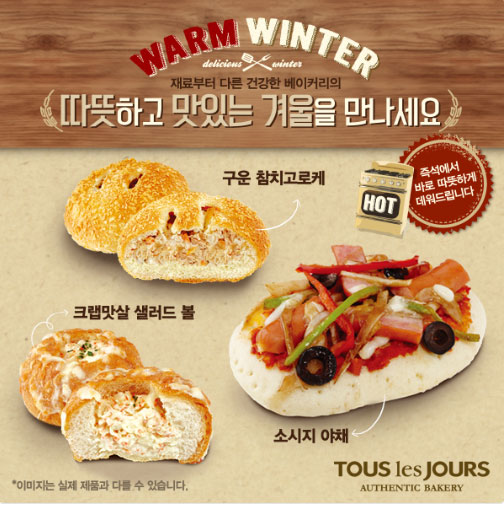 WARM WINTER
delicious winter
재료부터 다른 건강한 베이커리의
따뜻하고 맛있는 겨울을 만나세요
구운 참치고로케
HOT
즉석에서
바로 따뜻하게
데워드립니다
크랩맛살 샐러드 볼
소시지 야채
TOUS les JOURS
AUTHENTIC BAKERY
*이미지는 실제 제품과 다를 수 있습니다.